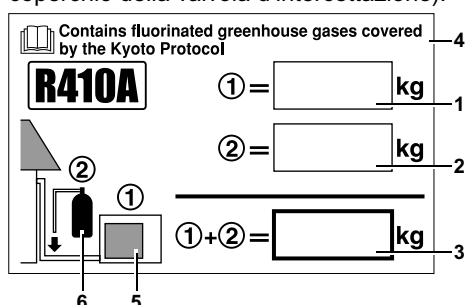 Contains fluorinated greenhouse gases covered
by the Kyoto Protocol
4
R410A
①=
kg
1
②=
kg
2
②
①
①+②=
kg
3
6
5